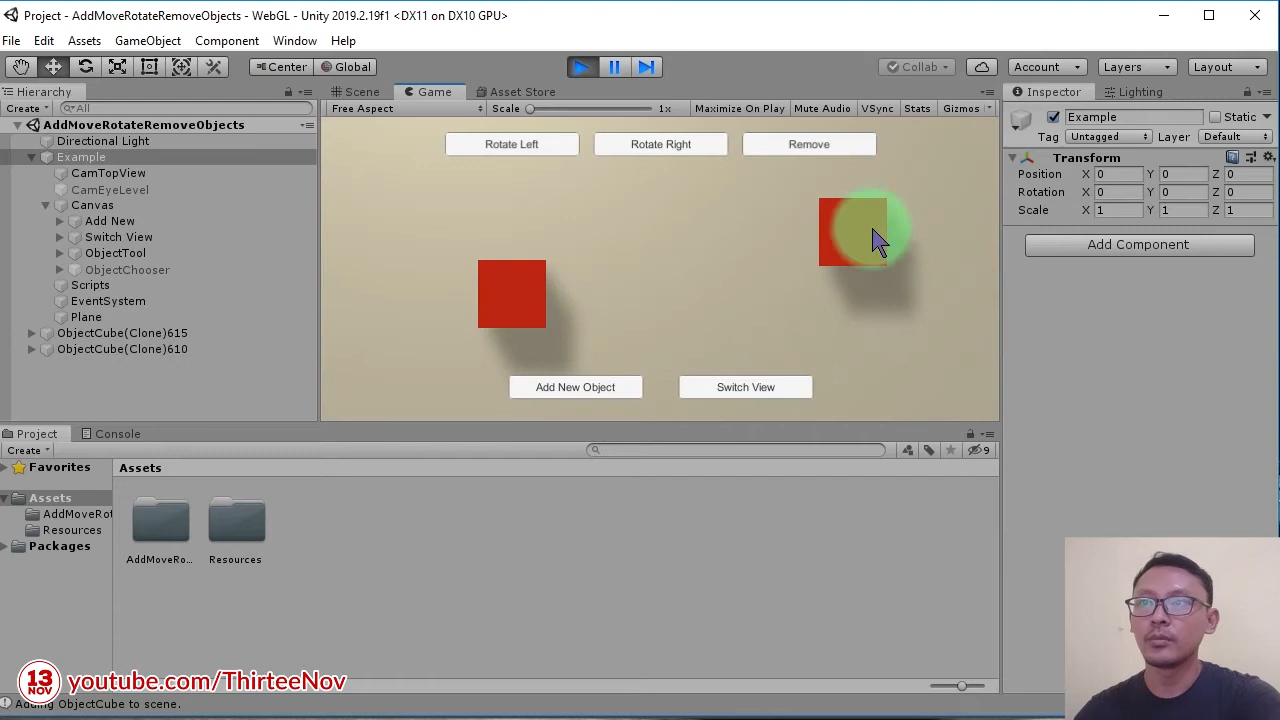 Project - AddMoveRotateRemoveObjects - WebGL - Unity 2019.2.19f1 <DX11 on DX10 GPU>
File Edit Assets GameObject Component Window Help
Center Global Collab Account Layers Layout
Hierarchy
Create All
AddMoveRotateRemoveObjects
Directional Light
Example
CamTopView
CamEyeLevel
Canvas
Add New
Switch View
ObjectTool
ObjectChooser
Scripts
EventSystem
Plane
ObjectCube(Clone)615
ObjectCube(Clone)610
Scene Game Asset Store
Free Aspect Scale 1x Maximize On Play Mute Audio VSync Stats Gizmos
Rotate Left Rotate Right Remove
Add New Object Switch View
Inspector Lighting
Example Static
Tag Untagged Layer Default
Transform
Position X 0 Y 0 Z 0
Rotation X 0 Y 0 Z 0
Scale X 1 Y 1 Z 1
Add Component
Project Console
Create 9
Favorites
Assets
AddMoveRot
Resources
Packages
Assets
AddMoveRo... Resources
13
NOV
youtube.com/ThirteeNov
Adding ObjectCube to scene.